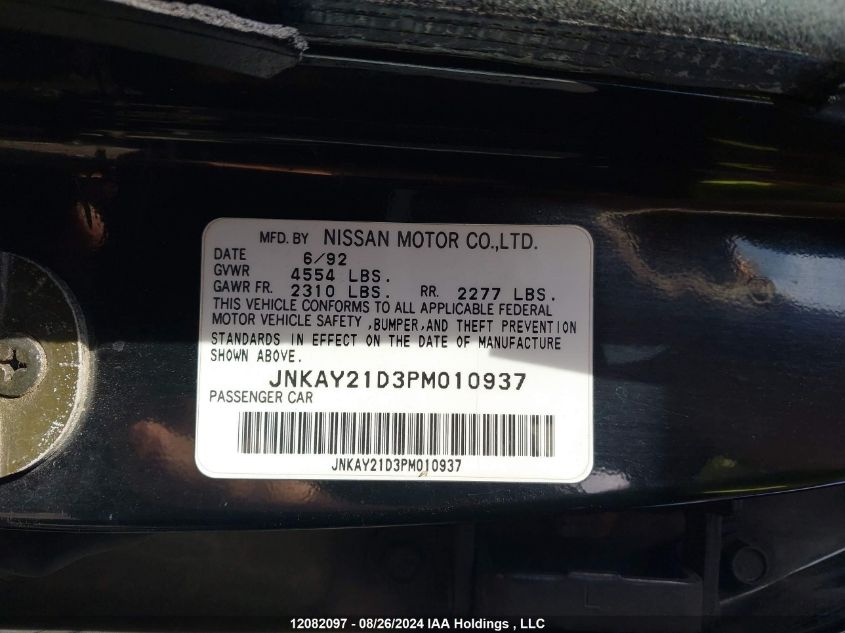 MFD. BY NISSAN MOTOR CO.,LTD.
DATE 6/92
GVWR 4554 LBS.
GAWR FR. 2310 LBS. RR. 2277 LBS.
THIS VEHICLE CONFORMS TO ALL APPLICABLE FEDERAL
MOTOR VEHICLE SAFETY ,BUMPER,AND THEFT PREVENTION
STANDARDS IN EFFECT ON THE DATE OF MANUFACTURE
SHOWN ABOVE.
JNKAY21D3PM010937
PASSENGER CAR
JNKAY21D3PM010937
12082097 - 08/26/2024 IAA Holdings , LLC